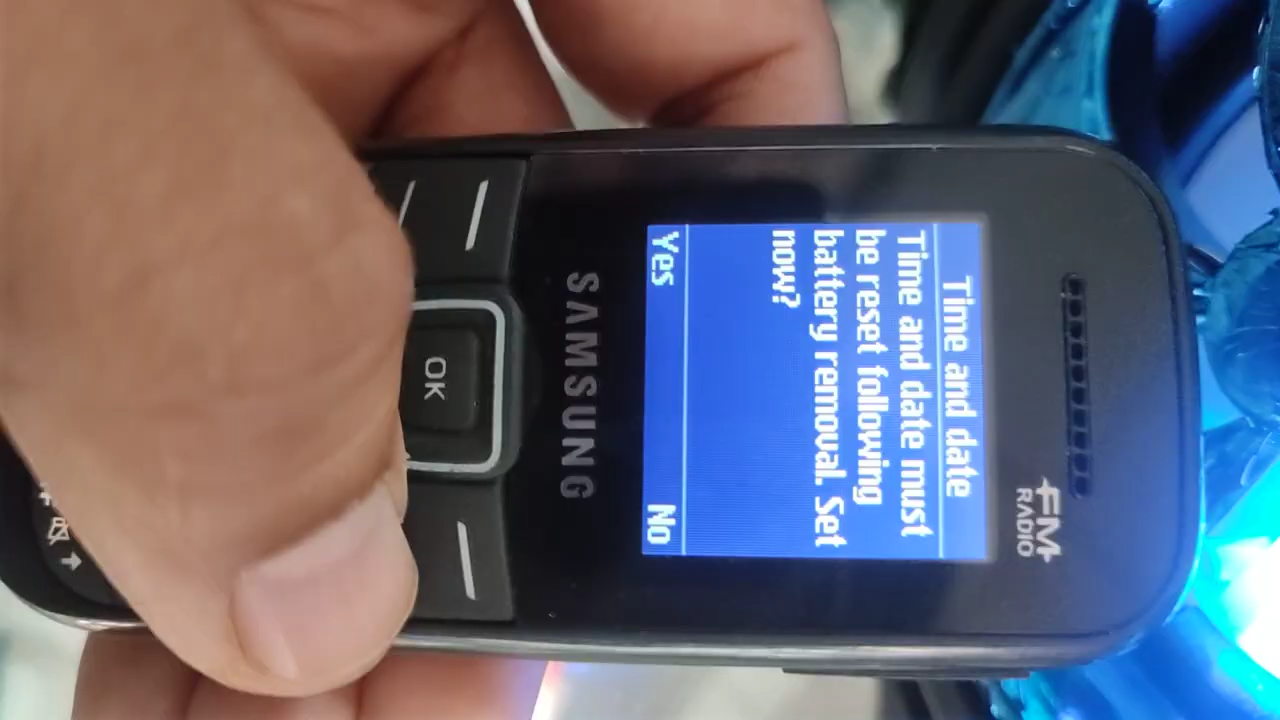 FM
RADIO
Time and date
Time and date must
be reset following
battery removal. Set
now?
Yes No
SAMSUNG
OK